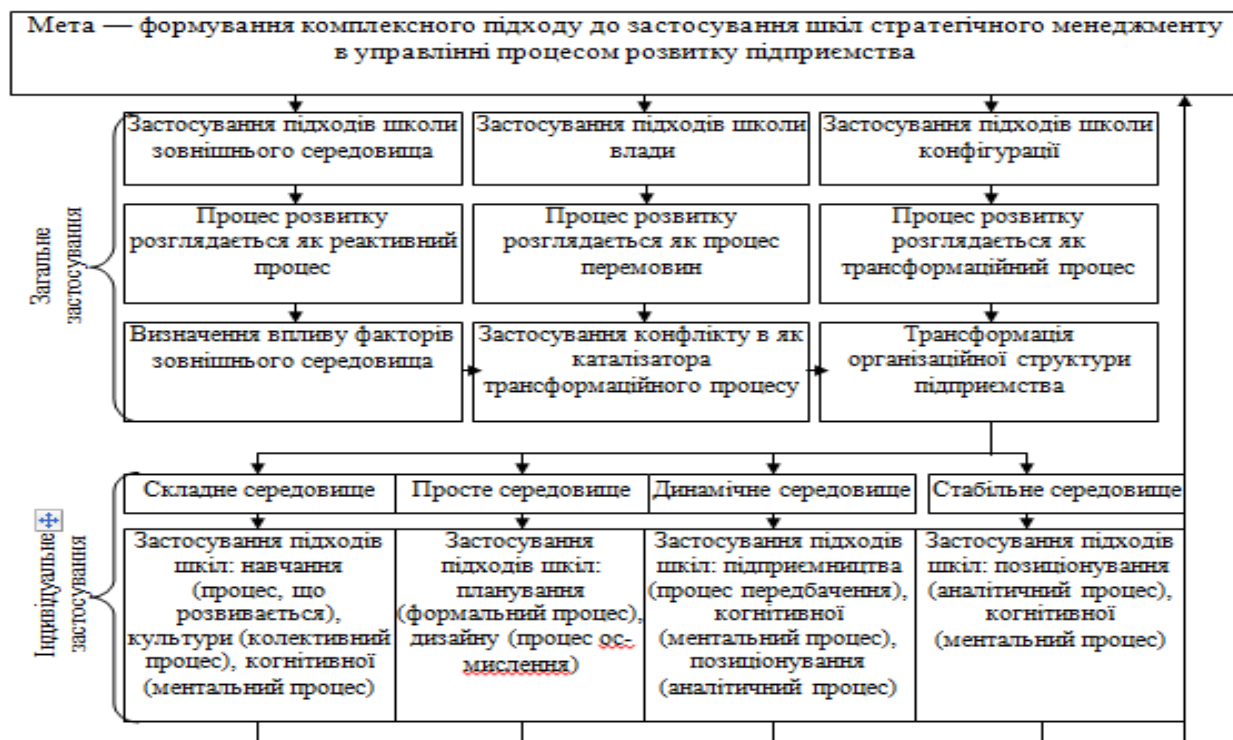 Мета — формування комплексного підходу до застосування шкіл стратегічного менеджменту
в управлінні процесом розвитку підприємства
Загальне
застосування
Застосування підходів школи
зовнішнього середовища
Застосування підходів школи
влади
Застосування підходів школи
конфігурації
Процес розвитку
розглядається як реактивний
процес
Процес розвитку
розглядається як процес
перемовин
Процес розвитку
розглядається як
трансформаційний процес
Визначення впливу факторів
зовнішнього середовища
Застосування конфлікту в як
каталізатора
трансформаційного процесу
Трансформація
організаційної структури
підприємства
Індивідуальне
застосування
Складне середовище
Просте середовище
Динамічне середовище
Стабільне середовище
Застосування підходів
шкіл: навчання
(процес, що
розвивається),
культури (колективний
процес), когнітивної
(ментальний процес)
Застосування
підходів шкіл:
планування
(формальний процес),
дизайну (процес ос-
мислення)
Застосування підходів
шкіл: підприємництва
(процес передбачення),
когнітивної
(ментальний процес),
позиціонування
(аналітичний процес)
Застосування підходів
шкіл: позиціонування
(аналітичний процес),
когнітивної
(ментальний процес)